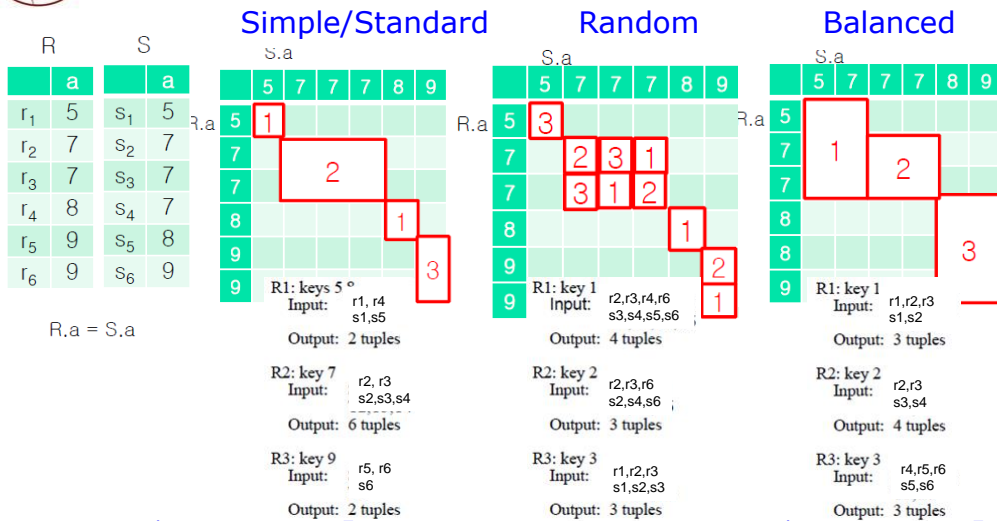 Simple/Standard
Random
Balanced
R
S
a
a
r1 5 s1 5
r2 7 s2 7
r3 7 s3 7
r4 8 s4 7
r5 9 s5 8
r6 9 s6 9
R.a = S.a
S.a
5 7 7 7 8 9
R.a 5 1
7
2
7
8 1
9
3
9
R1: keys 5
Input: r1, r4
s1,s5
Output: 2 tuples
R2: key 7
Input: r2, r3
s2,s3,s4
Output: 6 tuples
R3: key 9
Input: r5, r6
s6
Output: 2 tuples
S.a
5 7 7 7 8 9
R.a 5 3
7 2 3 1
7 3 1 2
8 1
9 2
9 1
R1: key 1
Input: r2,r3,r4,r6
s3,s4,s5,s6
Output: 4 tuples
R2: key 2
Input: r2,r3,r6
s2,s4,s6
Output: 3 tuples
R3: key 3
Input: r1,r2,r3
s1,s2,s3
Output: 3 tuples
S.a
5 7 7 7 8 9
R.a 5
7 1
2
7
8
8 3
9
R1: key 1
Input: r1,r2,r3
s1,s2
Output: 3 tuples
R2: key 2
Input: r2,r3
s3,s4
Output: 4 tuples
R3: key 3
Input: r4,r5,r6
s5,s6
Output: 3 tuples